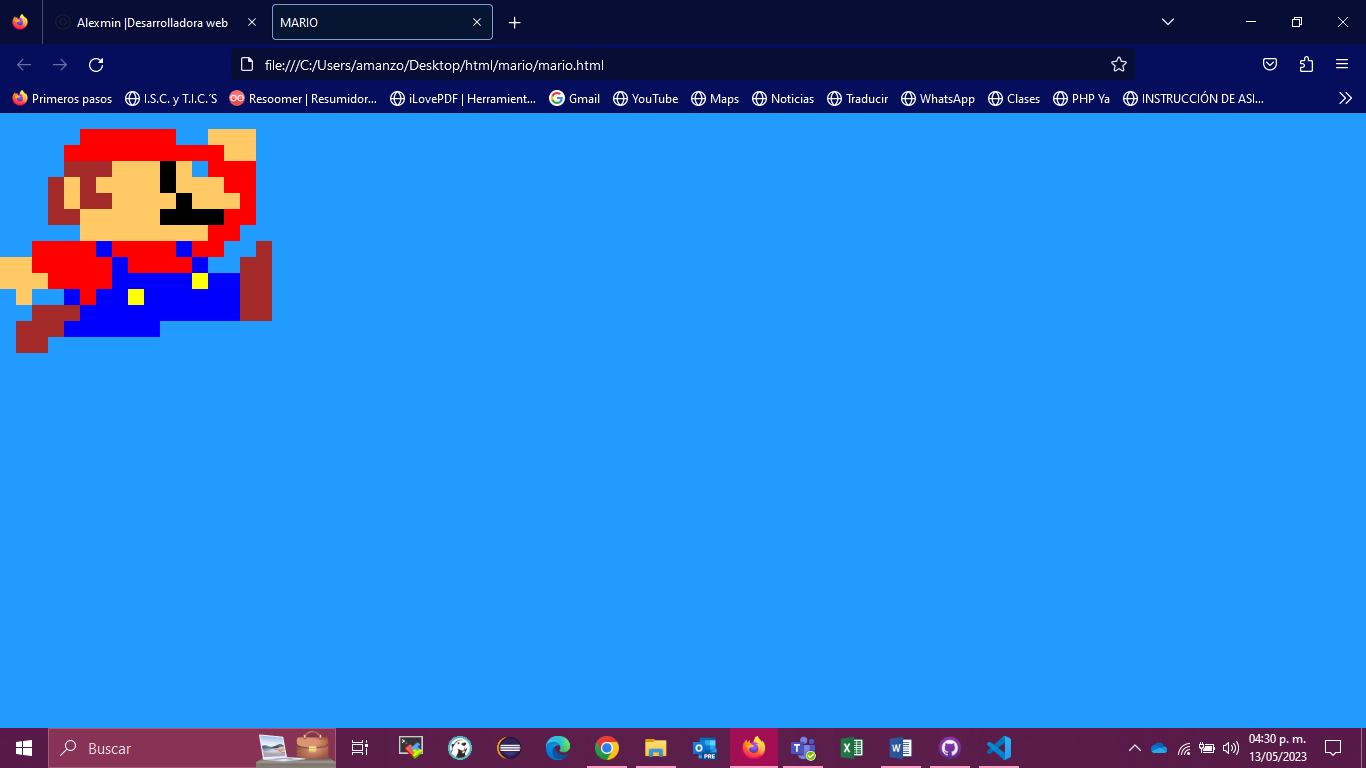 Alexmin |Desarrolladora web
MARIO
file:///C:/Users/amanzo/Desktop/html/mario/mario.html
Primeros pasos
I.S.C. y T.I.C.´S
Resoomer | Resumidor...
iLovePDF | Herramient...
Gmail
YouTube
Maps
Noticias
Traducir
WhatsApp
Clases
PHP Ya
INSTRUCCIÓN DE ASI...
Buscar
PRE
04:30 p. m.
13/05/2023